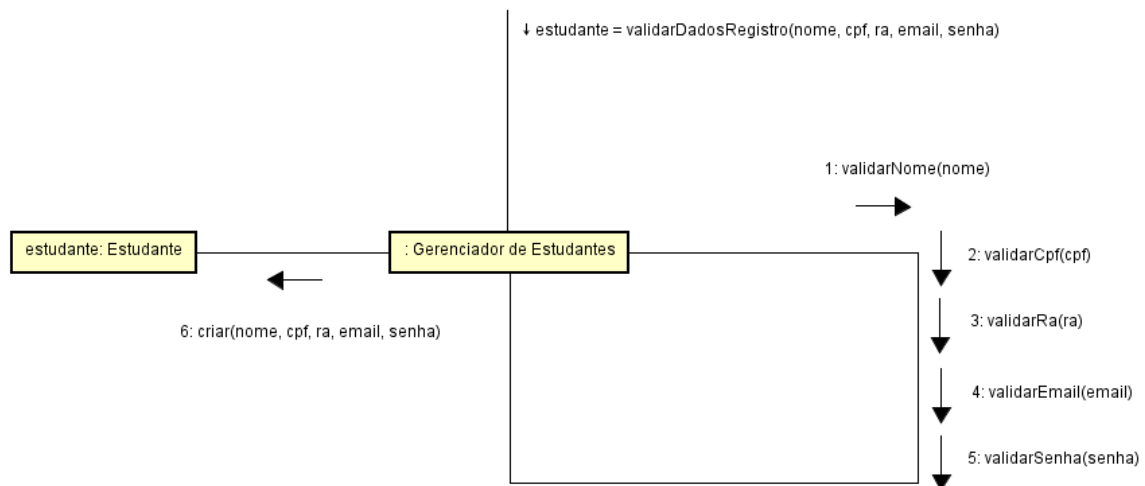 estudante = validarDadosRegistro(nome, cpf, ra, email, senha)
1: validarNome(nome)
estudante: Estudante
: Gerenciador de Estudantes
2: validarCpf(cpf)
3: validarRa(ra)
6: criar(nome, cpf, ra, email, senha)
4: validarEmail(email)
5: validarSenha(senha)